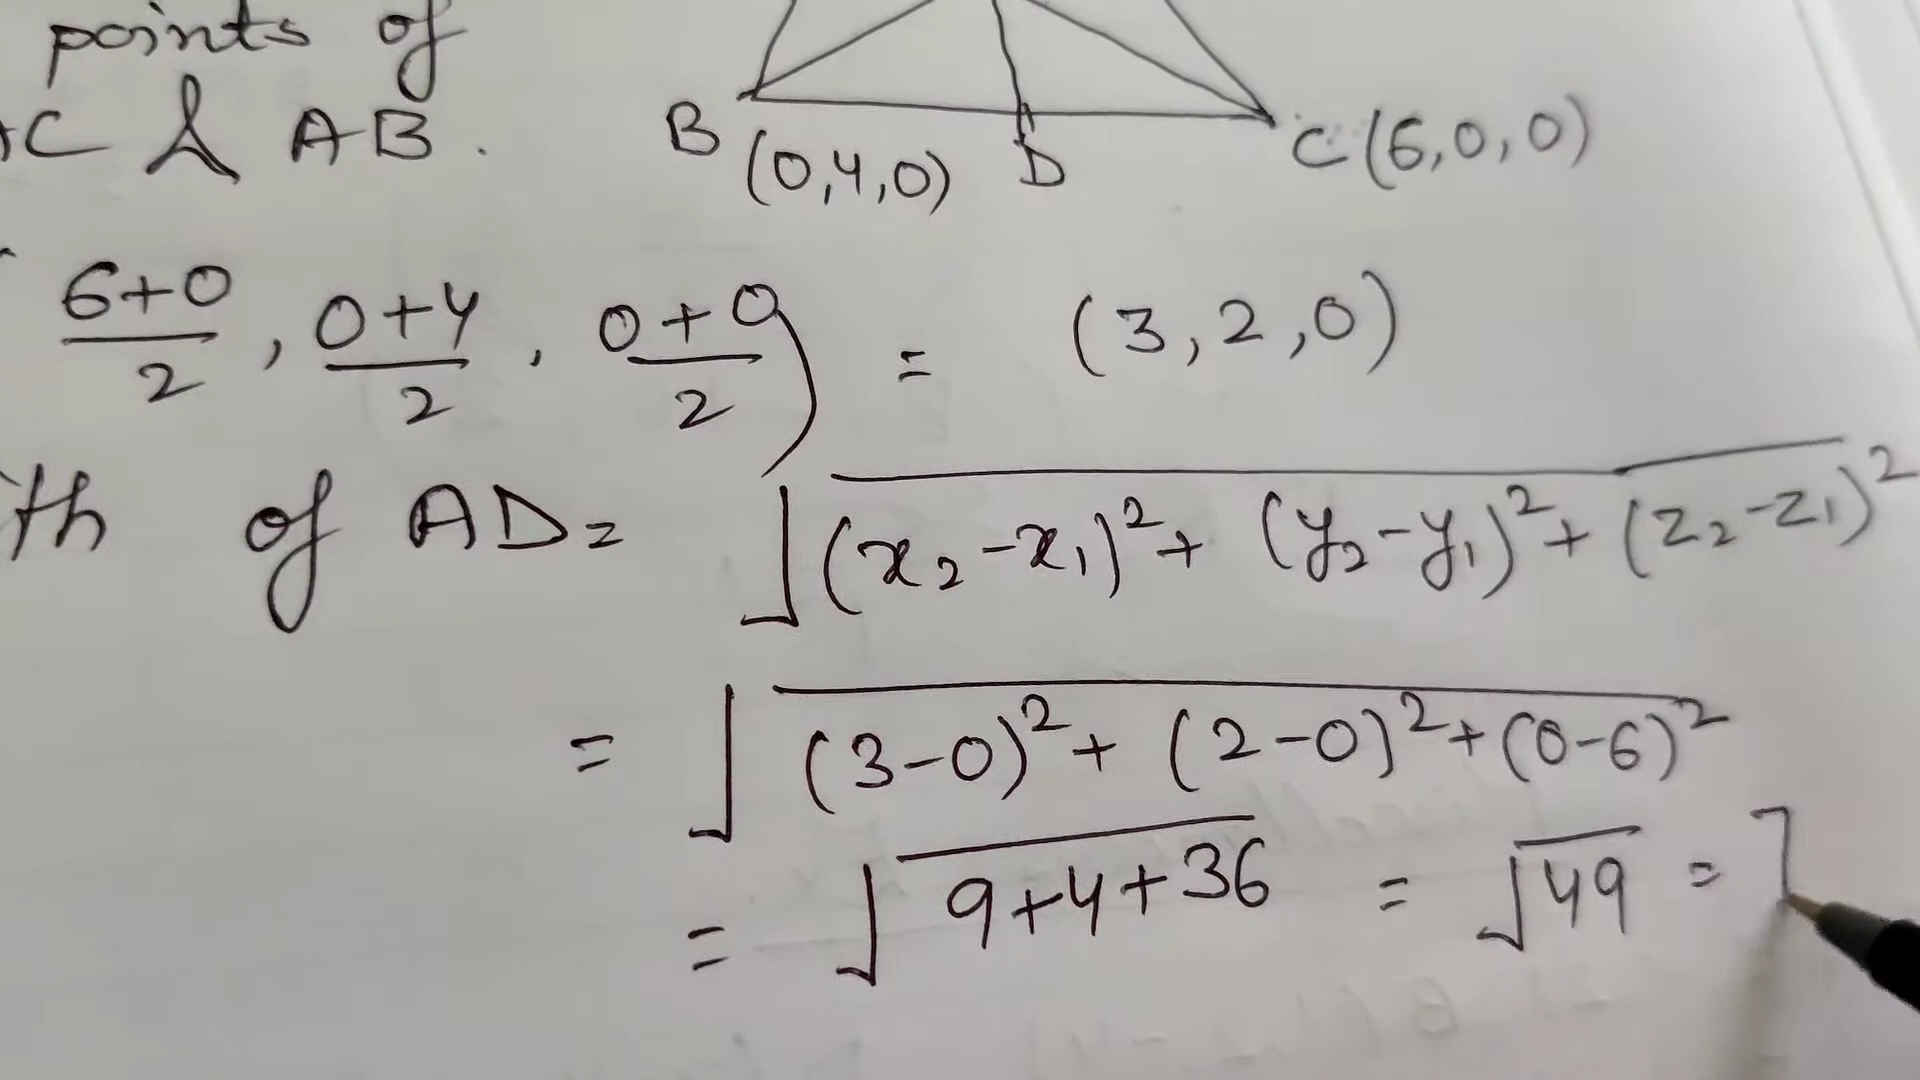 points of
C & AB.
B (0,4,0) D C(6,0,0)
6+0/2, 0+4/2, 0+0/2) = (3,2,0)
th of AD= √(x₂-x₁)²+(y₂-y₁)²+(z₂-z₁)²
= √(3-0)²+(2-0)²+(0-6)²
= √9+4+36 = √49 = 7